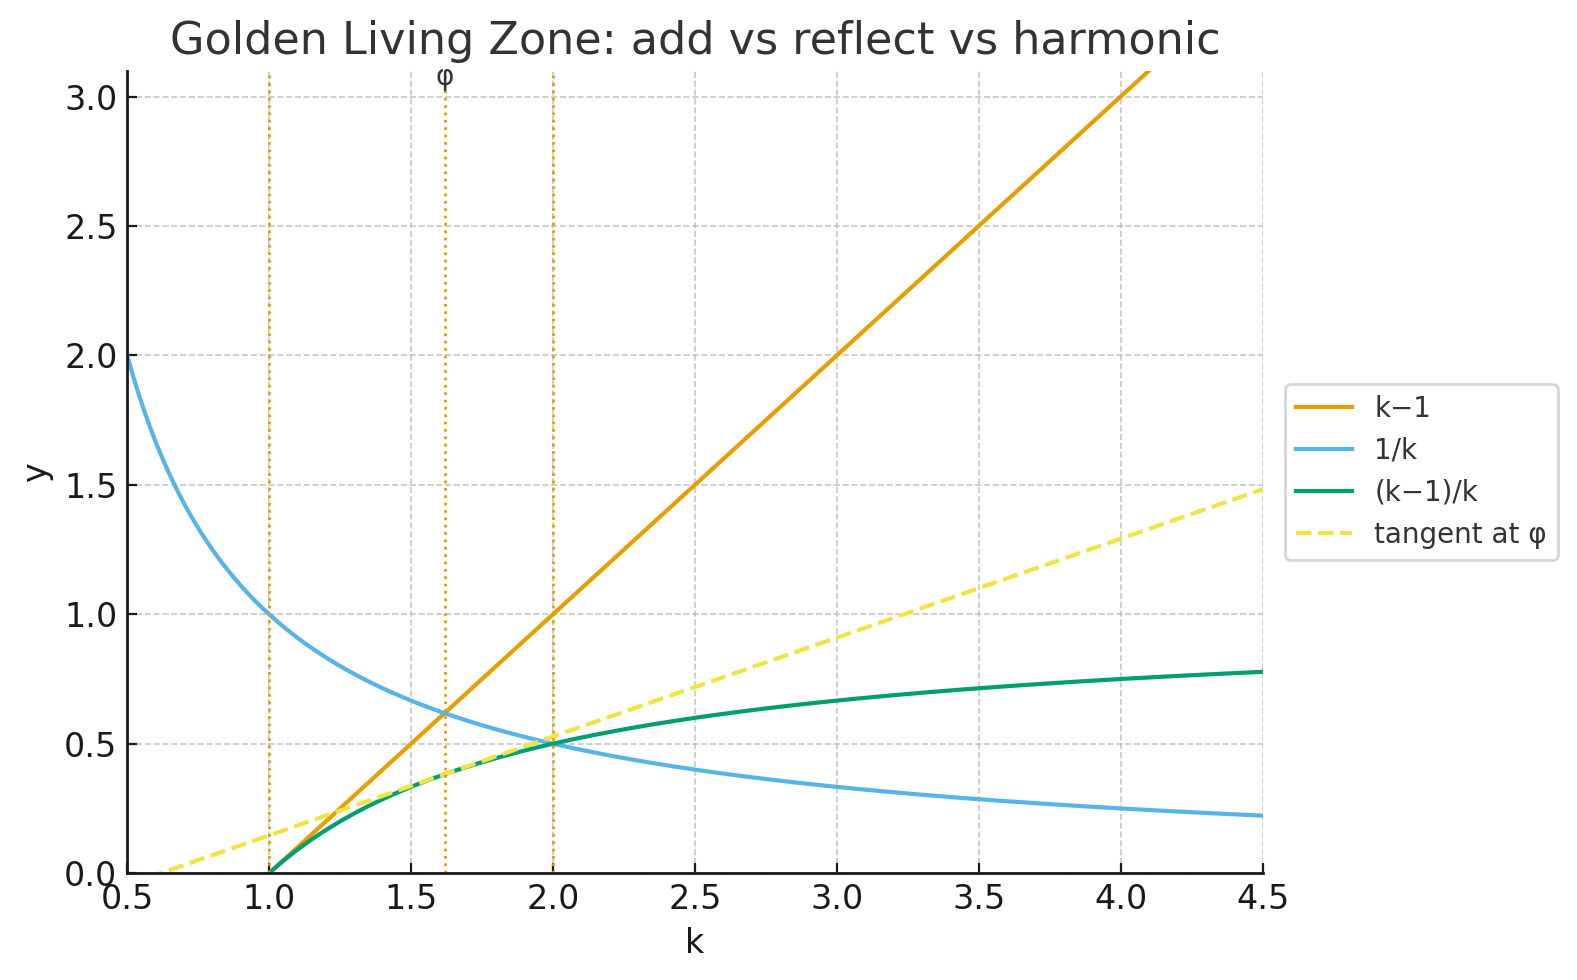 Golden Living Zone: add vs reflect vs harmonic
φ
3.0
2.5
2.0
1.5
1.0
0.5
0.0
y
0.5 1.0 1.5 2.0 2.5 3.0 3.5 4.0 4.5
k
k−1
1/k
(k−1)/k
tangent at φ